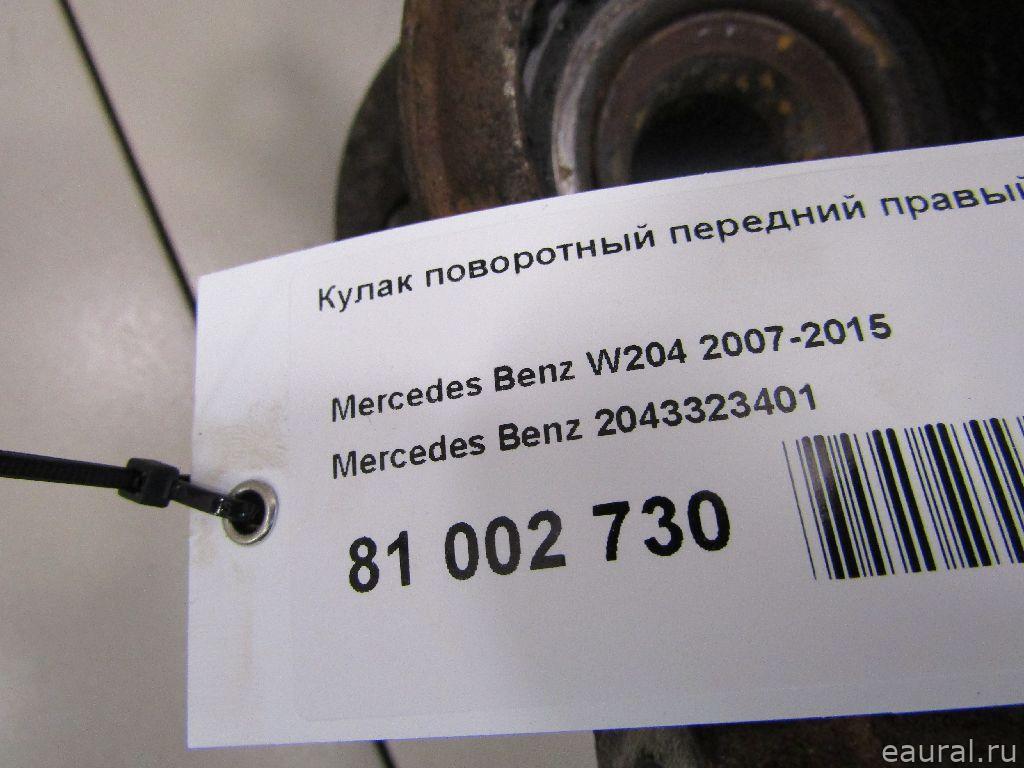 Кулак поворотный передний правый
Mercedes Benz W204 2007-2015
Mercedes Benz 2043323401
81 002 730
eaural.ru